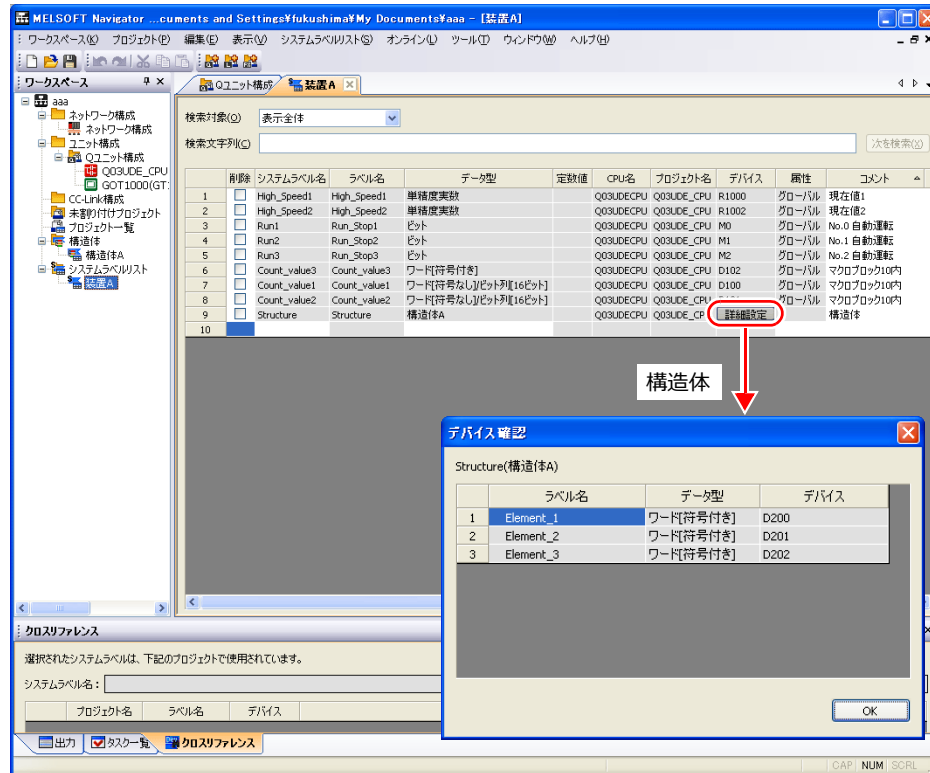 MELSOFT Navigator ...cuments and Settings¥fukushima¥My Documents¥aaa - [装置A]
ワークスペース(K) プロジェクト(P) 編集(E) 表示(V) システムラベルリスト(S) オンライン(L) ツール(T) ウィンドウ(W) ヘルプ(H)
ワークスペース
Qユニット構成 装置A
aaa
ネットワーク構成
ネットワーク構成
ユニット構成
Qユニット構成
Q03UDE_CPU
GOT1000(GT:
CC-Link構成
未割り付けプロジェクト
プロジェクト一覧
構造体
構造体A
システムラベルリスト
装置A
検索対象(O) 表示全体
検索文字列(C) 次を検索(X)
削除 システムラベル名 ラベル名 データ型 定数値 CPU名 プロジェクト名 デバイス 属性 コメント
1 High_Speed1 High_Speed1 単精度実数 Q03UDECPU Q03UDE_CPU R1000 グローバル 現在値1
2 High_Speed2 High_Speed2 単精度実数 Q03UDECPU Q03UDE_CPU R1002 グローバル 現在値2
3 Run1 Run_Stop1 ビット Q03UDECPU Q03UDE_CPU M0 グローバル No.0 自動運転
4 Run2 Run_Stop2 ビット Q03UDECPU Q03UDE_CPU M1 グローバル No.1 自動運転
5 Run3 Run_Stop3 ビット Q03UDECPU Q03UDE_CPU M2 グローバル No.2 自動運転
6 Count_value3 Count_value3 ワード[符号付き] Q03UDECPU Q03UDE_CPU D102 グローバル マクロブロック10内
7 Count_value1 Count_value1 ワード[符号なし]/ビット列[16ビット] Q03UDECPU Q03UDE_CPU D100 グローバル マクロブロック10内
8 Count_value2 Count_value2 ワード[符号なし]/ビット列[16ビット] Q03UDECPU Q03UDE_CPU グローバル マクロブロック10内
9 Structure Structure 構造体A Q03UDECPU Q03UDE_CP 詳細設定 構造体
10
構造体
デバイス確認
Structure(構造体A)
ラベル名 データ型 デバイス
1 Element_1 ワード[符号付き] D200
2 Element_2 ワード[符号付き] D201
3 Element_3 ワード[符号付き] D202
OK
クロスリファレンス
選択されたシステムラベルは、下記のプロジェクトで使用されています。
システムラベル名：
プロジェクト名 ラベル名 デバイス
出力 タスク一覧 クロスリファレンス
CAP NUM SCRL